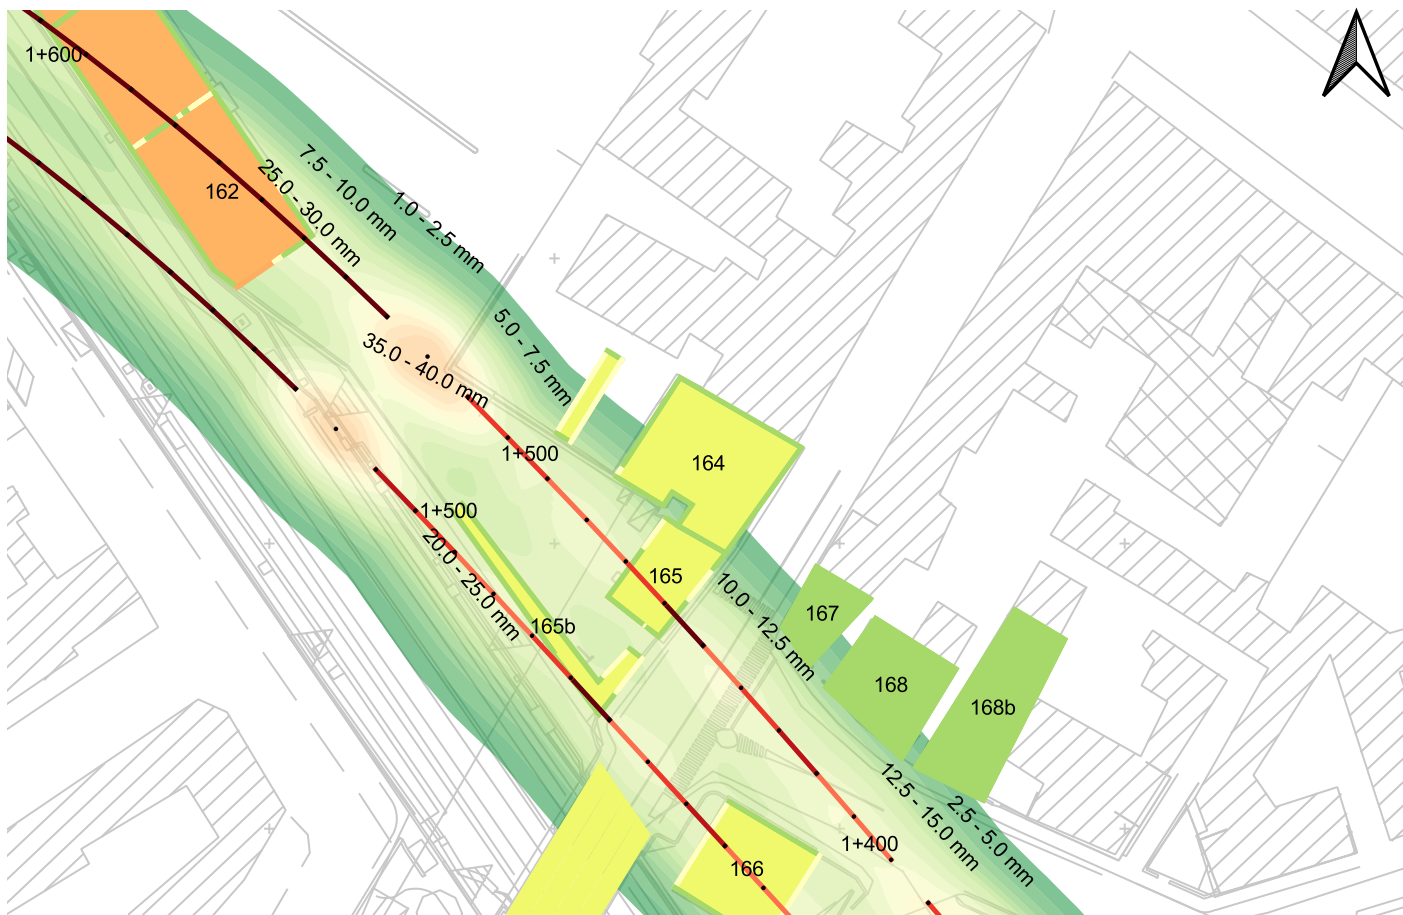 1+600
162
7.5 - 10.0 mm
25.0 - 30.0 mm
1.0 - 2.5 mm
5.0 - 7.5 mm
35.0 - 40.0 mm
1+500
164
1+500
20.0 - 25.0 mm
165
10.0 - 12.5 mm
167
165b
168
168b
12.5 - 15.0 mm
2.5 - 5.0 mm
1+400
166